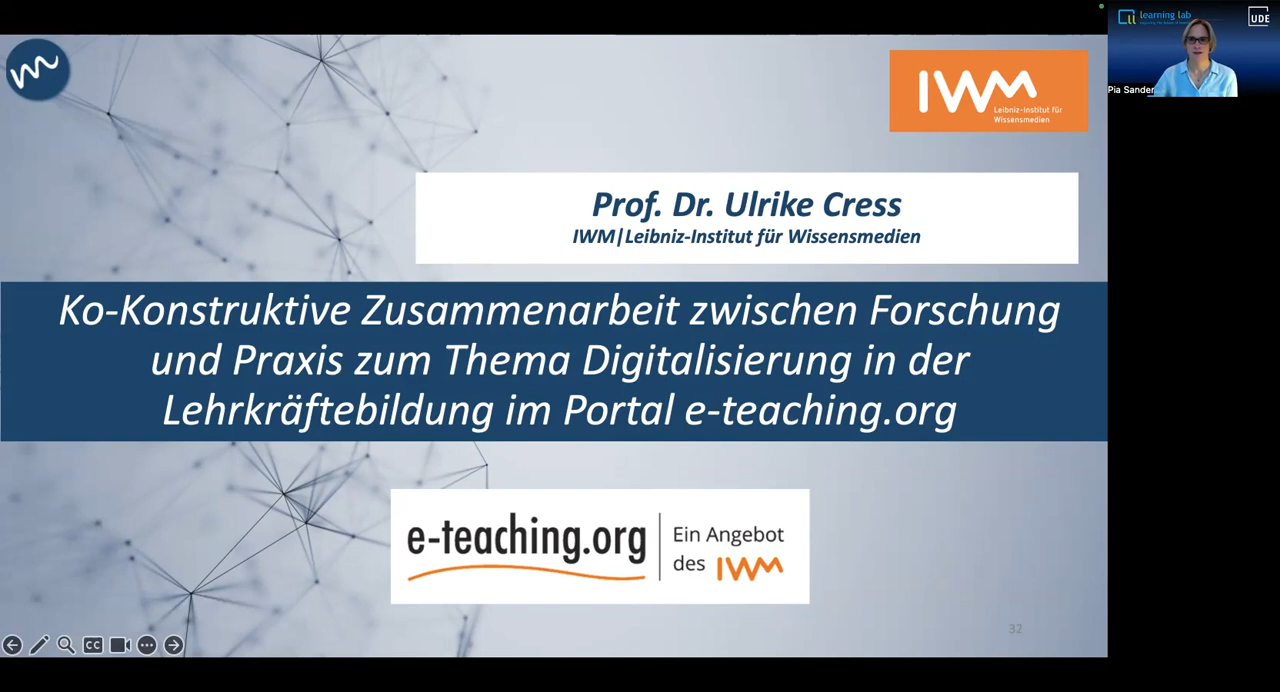 IWM
Leibniz-Institut für
Wissensmedien
learning lab
UDE
Pia Sander
Prof. Dr. Ulrike Cress
IWM|Leibniz-Institut für Wissensmedien
Ko-Konstruktive Zusammenarbeit zwischen Forschung
und Praxis zum Thema Digitalisierung in der
Lehrkräftebildung im Portal e-teaching.org
e-teaching.org
Ein Angebot
des IWM
32
CC